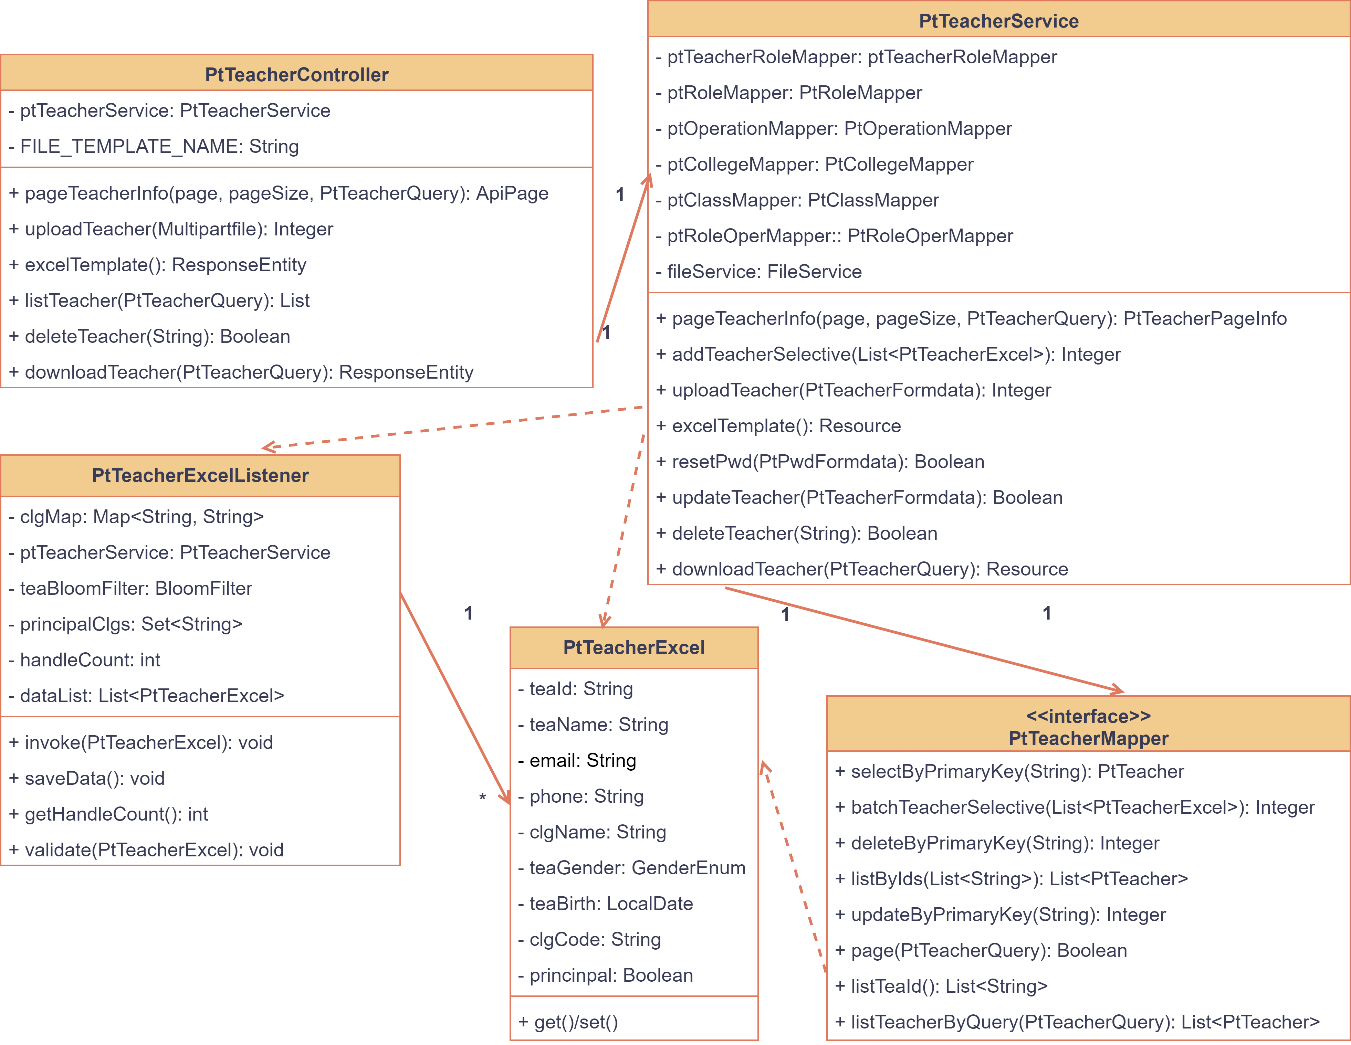 PtTeacherService
- ptTeacherRoleMapper: ptTeacherRoleMapper
- ptRoleMapper: PtRoleMapper
- ptOperationMapper: PtOperationMapper
- ptCollegeMapper: PtCollegeMapper
- ptClassMapper: PtClassMapper
- ptRoleOperMapper:: PtRoleOperMapper
- fileService: FileService
+ pageTeacherInfo(page, pageSize, PtTeacherQuery): PtTeacherPageInfo
+ addTeacherSelective(List<PtTeacherExcel>): Integer
+ uploadTeacher(PtTeacherFormdata): Integer
+ excelTemplate(): Resource
+ resetPwd(PtPwdFormdata): Boolean
+ updateTeacher(PtTeacherFormdata): Boolean
+ deleteTeacher(String): Boolean
+ downloadTeacher(PtTeacherQuery): Resource
PtTeacherController
- ptTeacherService: PtTeacherService
- FILE_TEMPLATE_NAME: String
+ pageTeacherInfo(page, pageSize, PtTeacherQuery): ApiPage
+ uploadTeacher(Multipartfile): Integer
+ excelTemplate(): ResponseEntity
+ listTeacher(PtTeacherQuery): List
+ deleteTeacher(String): Boolean
+ downloadTeacher(PtTeacherQuery): ResponseEntity
1
1
PtTeacherExcelListener
- clgMap: Map<String, String>
- ptTeacherService: PtTeacherService
- teaBloomFilter: BloomFilter
- principalClgs: Set<String>
- handleCount: int
- dataList: List<PtTeacherExcel>
+ invoke(PtTeacherExcel): void
+ saveData(): void
+ getHandleCount(): int
+ validate(PtTeacherExcel): void
1
*
1
1
PtTeacherExcel
- teaId: String
- teaName: String
- email: String
- phone: String
- clgName: String
- teaGender: GenderEnum
- teaBirth: LocalDate
- clgCode: String
- princinpal: Boolean
+ get()/set()
<<interface>>
PtTeacherMapper
+ selectByPrimaryKey(String): PtTeacher
+ batchTeacherSelective(List<PtTeacherExcel>): Integer
+ deleteByPrimaryKey(String): Integer
+ listByIds(List<String>): List<PtTeacher>
+ updateByPrimaryKey(String): Integer
+ page(PtTeacherQuery): Boolean
+ listTeaId(): List<String>
+ listTeacherByQuery(PtTeacherQuery): List<PtTeacher>